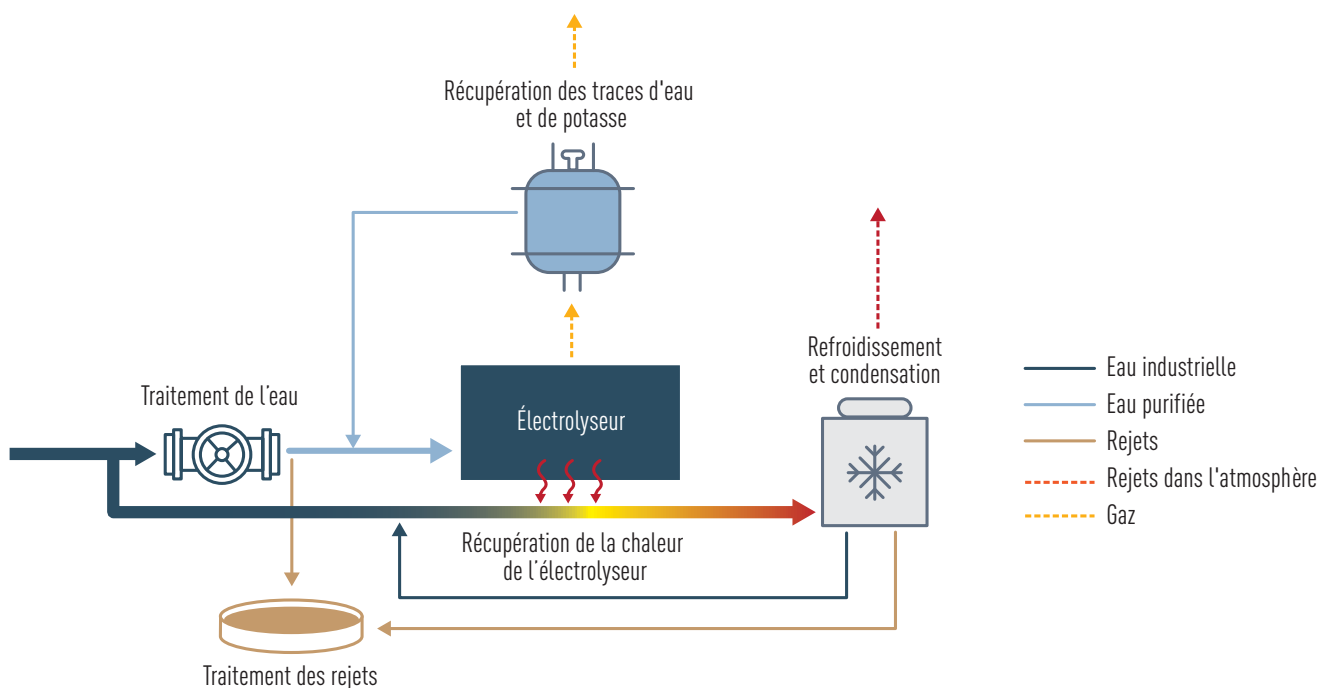 Récupération des traces d'eau
et de potasse
Refroidissement
et condensation
Traitement de l’eau
Électrolyseur
Récupération de la chaleur
de l’électrolyseur
Traitement des rejets
Eau industrielle
Eau purifiée
Rejets
Rejets dans l'atmosphère
Gaz